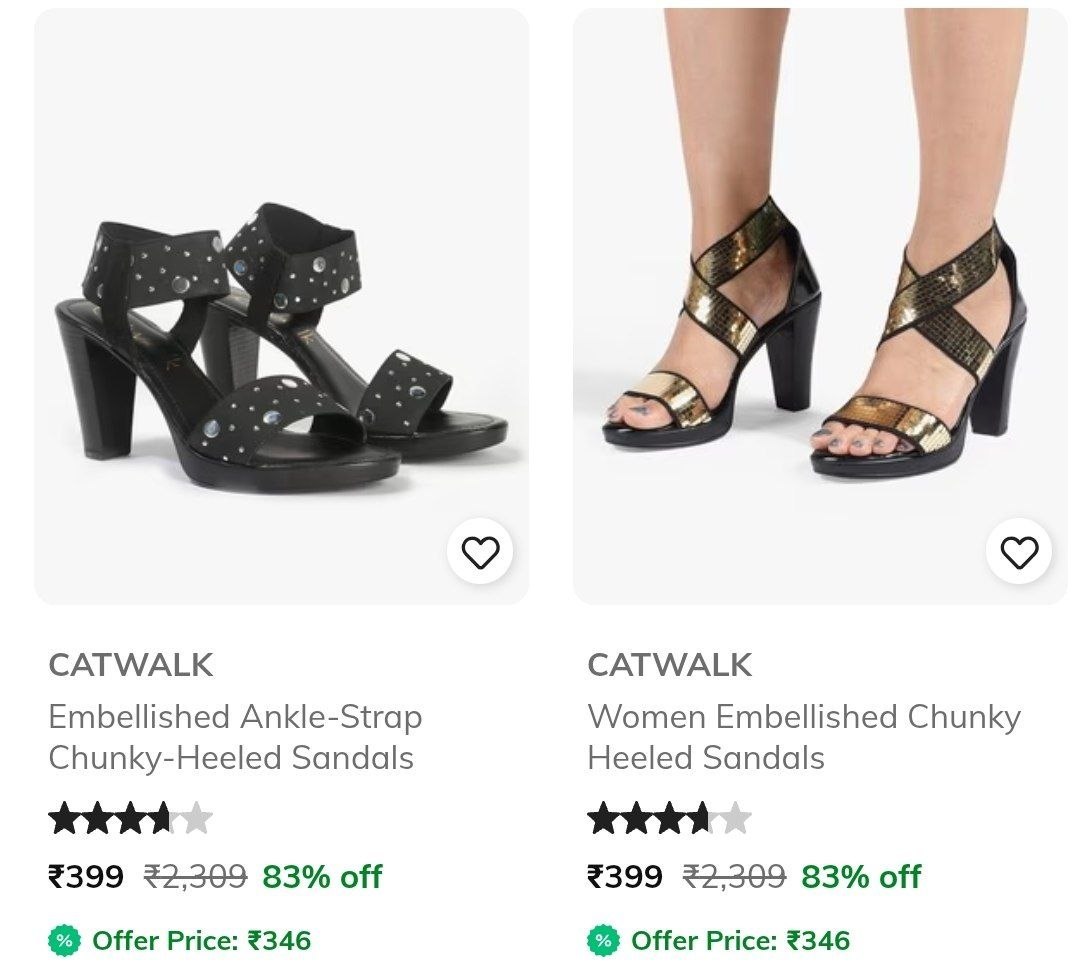 CATWALK
Embellished Ankle-Strap
Chunky-Heeled Sandals
₹399 ₹2,309 83% off
% Offer Price: ₹346
CATWALK
Women Embellished Chunky
Heeled Sandals
₹399 ₹2,309 83% off
% Offer Price: ₹346